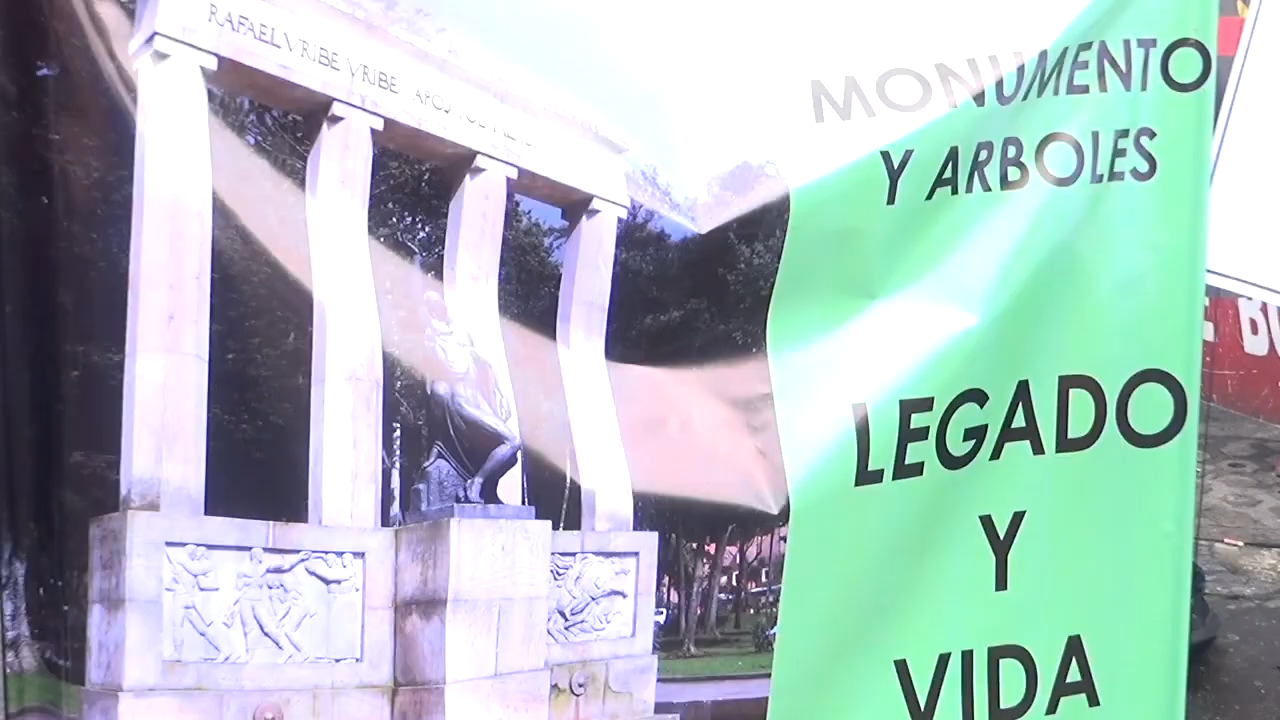 RAFAEL VRIBE VRIBE
MONUMENTO
Y ARBOLES
LEGADO
Y
VIDA